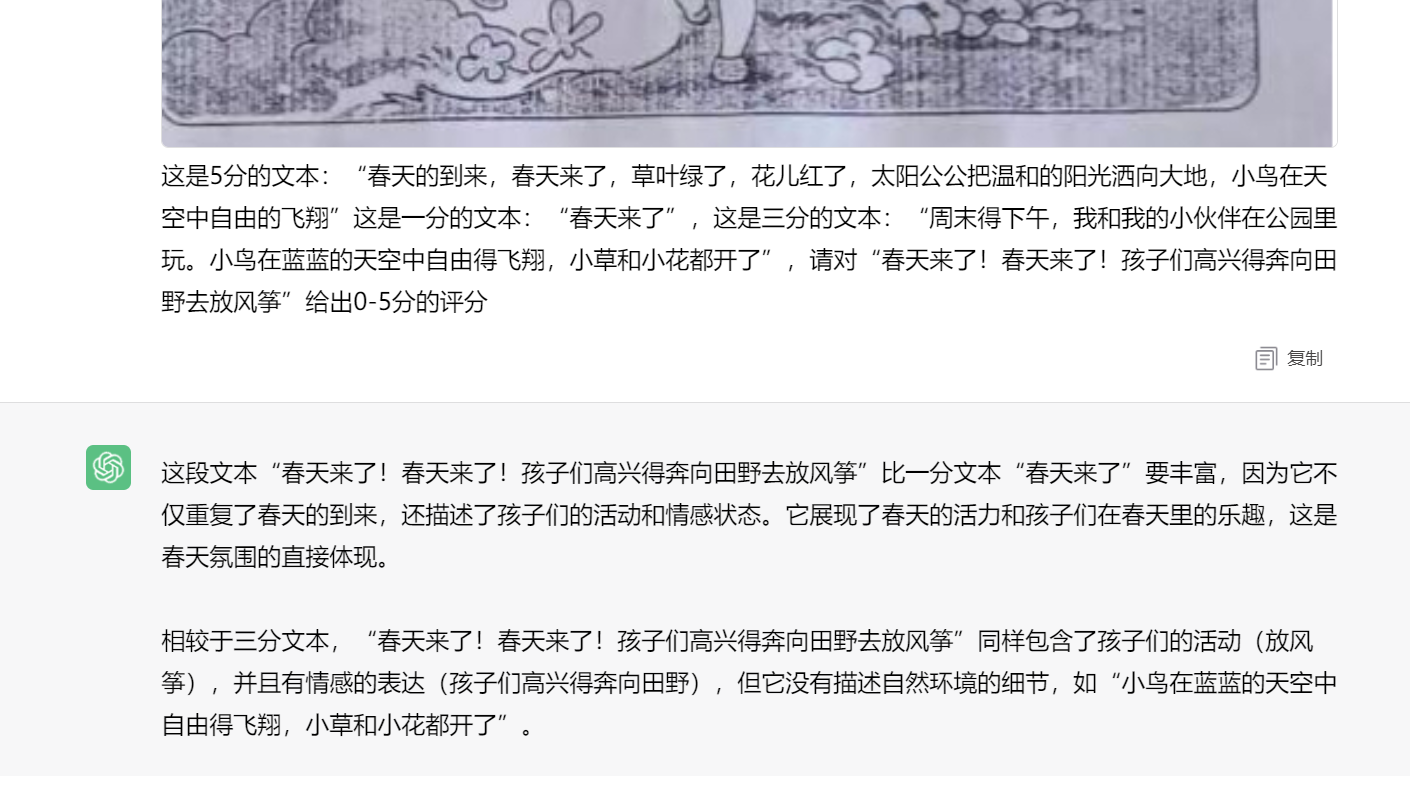 这是5分的文本：“春天的到来，春天来了，草叶绿了，花儿红了，太阳公公把温和的阳光洒向大地，小鸟在天
空中自由的飞翔”这是一分的文本：“春天来了”，这是三分的文本：“周末得下午，我和我的小伙伴在公园里
玩。小鸟在蓝蓝的天空中自由得飞翔，小草和小花都开了”，请对“春天来了！春天来了！孩子们高兴得奔向田
野去放风筝”给出0-5分的评分
复制
这段文本“春天来了！春天来了！孩子们高兴得奔向田野去放风筝”比一分文本“春天来了”要丰富，因为它不
仅重复了春天的到来，还描述了孩子们的活动和情感状态。它展现了春天的活力和孩子们在春天里的乐趣，这是
春天氛围的直接体现。
相较于三分文本，“春天来了！春天来了！孩子们高兴得奔向田野去放风筝”同样包含了孩子们的活动（放风
筝），并且有情感的表达（孩子们高兴得奔向田野），但它没有描述自然环境的细节，如“小鸟在蓝蓝的天空中
自由得飞翔，小草和小花都开了”。